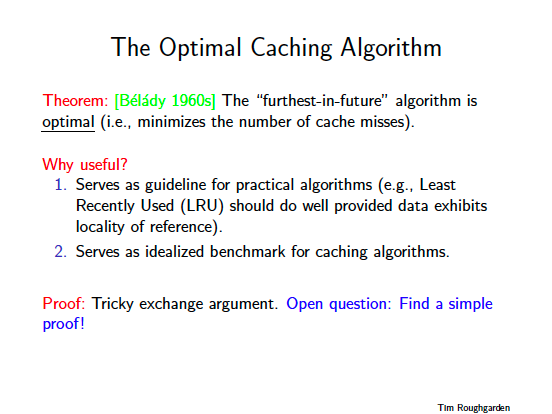 The Optimal Caching Algorithm
Theorem: [Bélády 1960s] The “furthest-in-future” algorithm is
optimal (i.e., minimizes the number of cache misses).
Why useful?
1. Serves as guideline for practical algorithms (e.g., Least
Recently Used (LRU) should do well provided data exhibits
locality of reference).
2. Serves as idealized benchmark for caching algorithms.
Proof: Tricky exchange argument. Open question: Find a simple
proof!
Tim Roughgarden